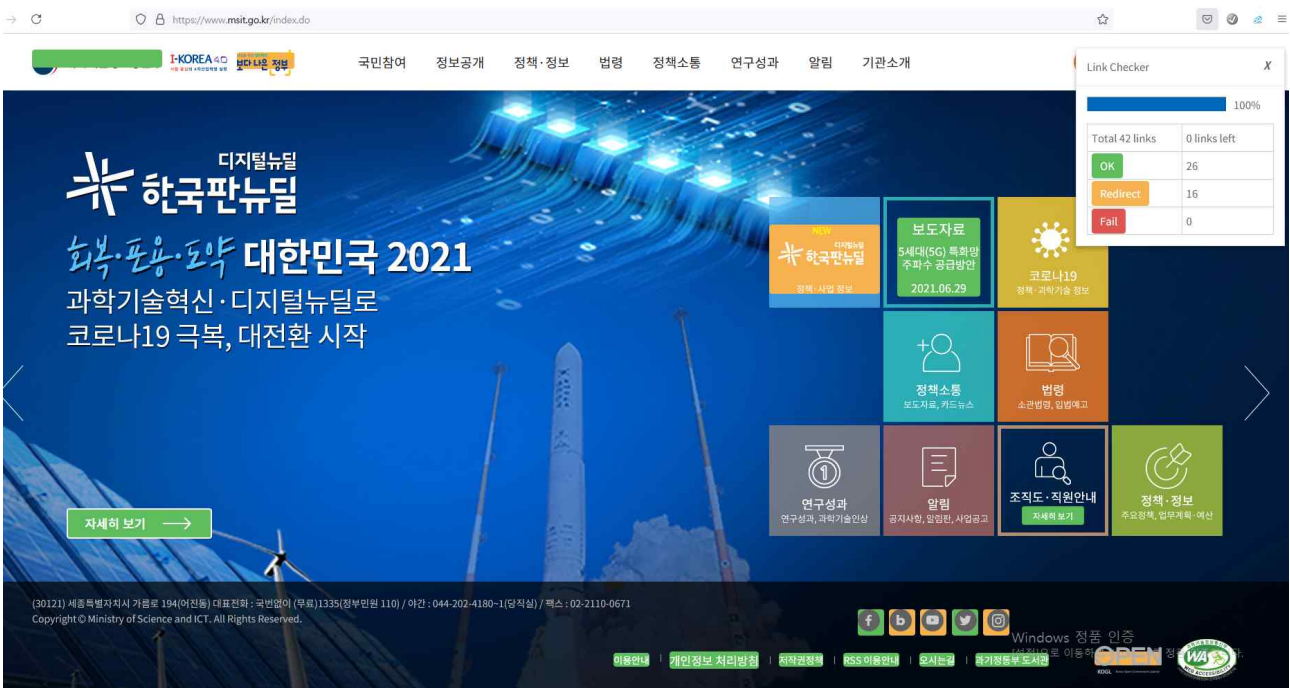 https://www.msit.go.kr/index.do
I-KOREA 4.0
보다 나은 정부
국민참여 정보공개 정책·정보 법령 정책소통 연구성과 알림 기관소개
Link Checker X
100%
Total 42 links 0 links left
OK 26
Redirect 16
Fail 0
디지털뉴딜
한국판뉴딜
회복·포용·도약 대한민국 2021
과학기술혁신·디지털뉴딜로
코로나19 극복, 대전환 시작
자세히 보기
NEW
디지털뉴딜
한국판뉴딜
정책·사업 정보
보도자료
5세대(5G) 특화망
주파수 공급방안
2021.06.29
코로나19
정책·과학기술 정보
정책소통
보도자료, 카드뉴스
법령
소관법령, 입법예고
1
연구성과
연구성과, 과학기술인상
알림
공지사항, 알림판, 사업공고
조직도·직원안내
자세히 보기
정책·정보
주요정책, 업무계획·예산
(30121) 세종특별자치시 가름로 194(어진동) 대표전화 : 국번없이 (무료)1335(정부민원 110) / 야간 : 044-202-4180~1(당직실) / 팩스 : 02-2110-0671
Copyright© Ministry of Science and ICT. All Rights Reserved.
Windows 정품 인증
이용안내 개인정보 처리방침 저작권정책 RSS 이용안내 오시는길 과기정통부 도서관
OPEN
KOGL
WA
WEB ACCESSIBILITY